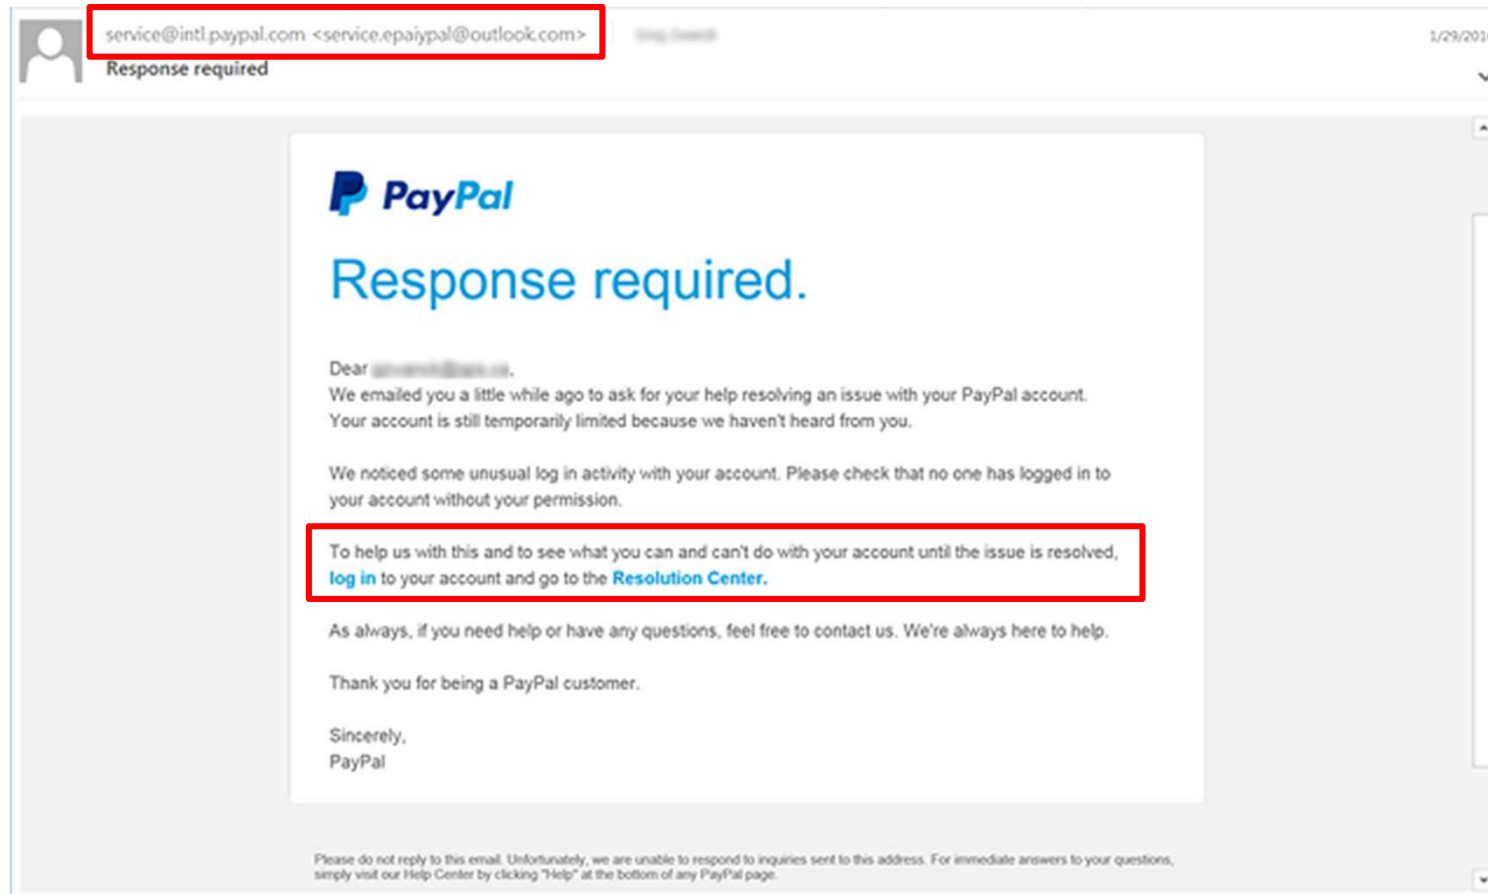 service@intl.paypal.com <service.epaiypal@outlook.com>
1/29/201
Response required
PayPal
Response required.
Dear
We emailed you a little while ago to ask for your help resolving an issue with your PayPal account.
Your account is still temporarily limited because we haven't heard from you.
We noticed some unusual log in activity with your account. Please check that no one has logged in to
your account without your permission.
To help us with this and to see what you can and can't do with your account until the issue is resolved,
log in to your account and go to the Resolution Center.
As always, if you need help or have any questions, feel free to contact us. We're always here to help.
Thank you for being a PayPal customer.
Sincerely,
PayPal
Please do not reply to this email. Unfortunately, we are unable to respond to inquiries sent to this address. For immediate answers to your questions,
simply visit our Help Center by clicking "Help" at the bottom of any PayPal page.